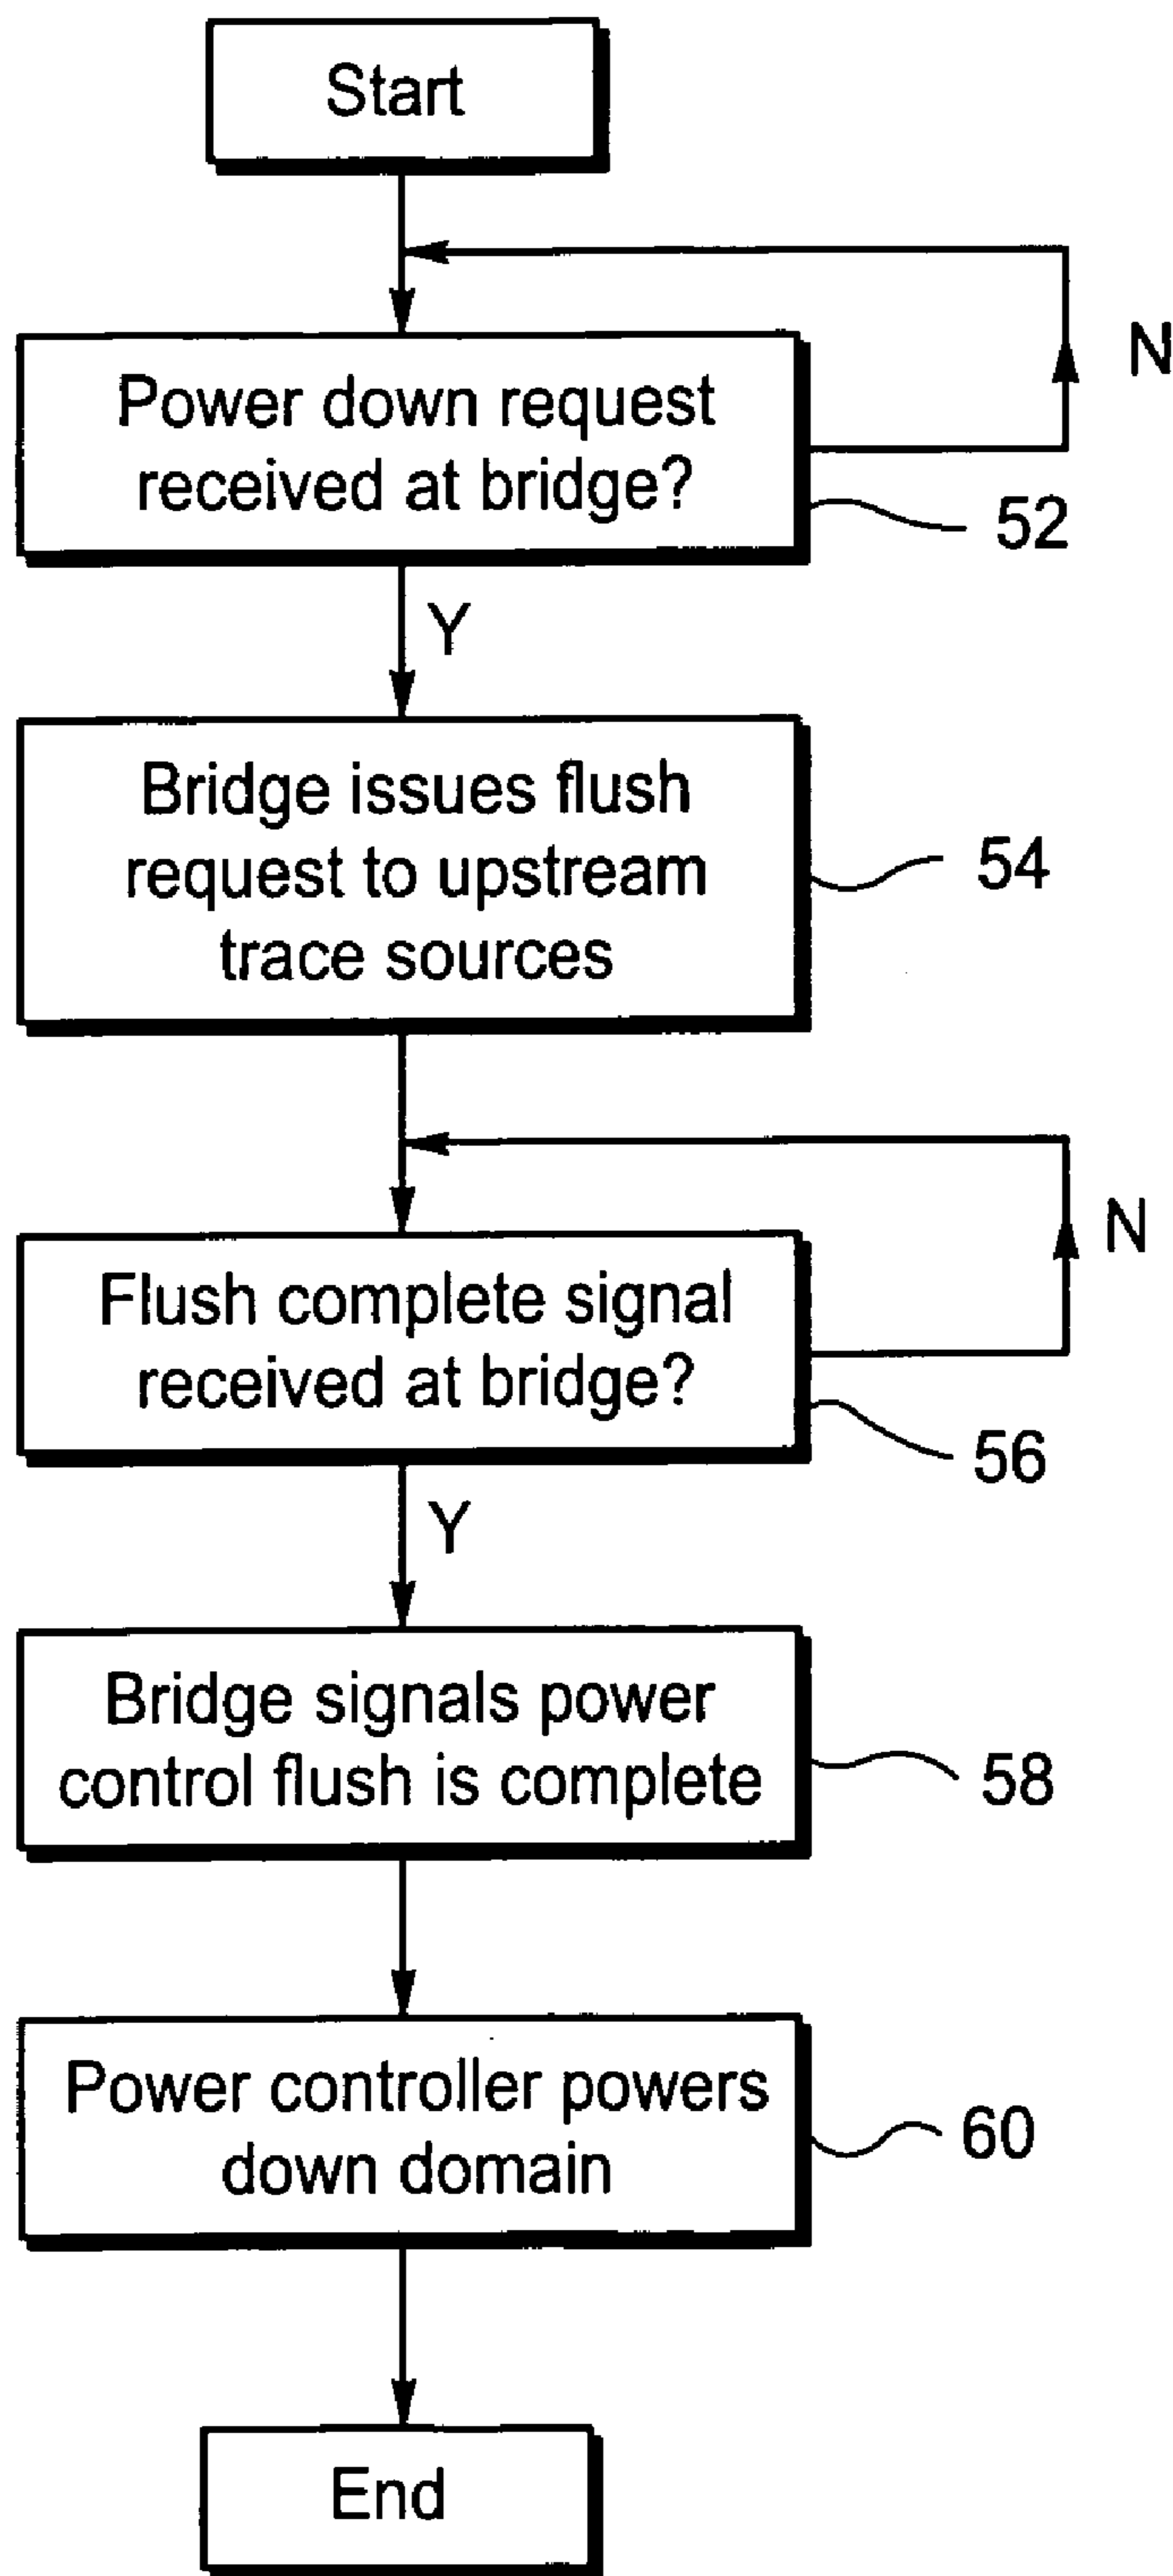 Start
N
Power down request
received at bridge?
52
Y
Bridge issues flush
request to upstream
trace sources
54
N
Flush complete signal
received at bridge?
56
Y
Bridge signals power
control flush is complete
58
Power controller powers
down domain
60
End